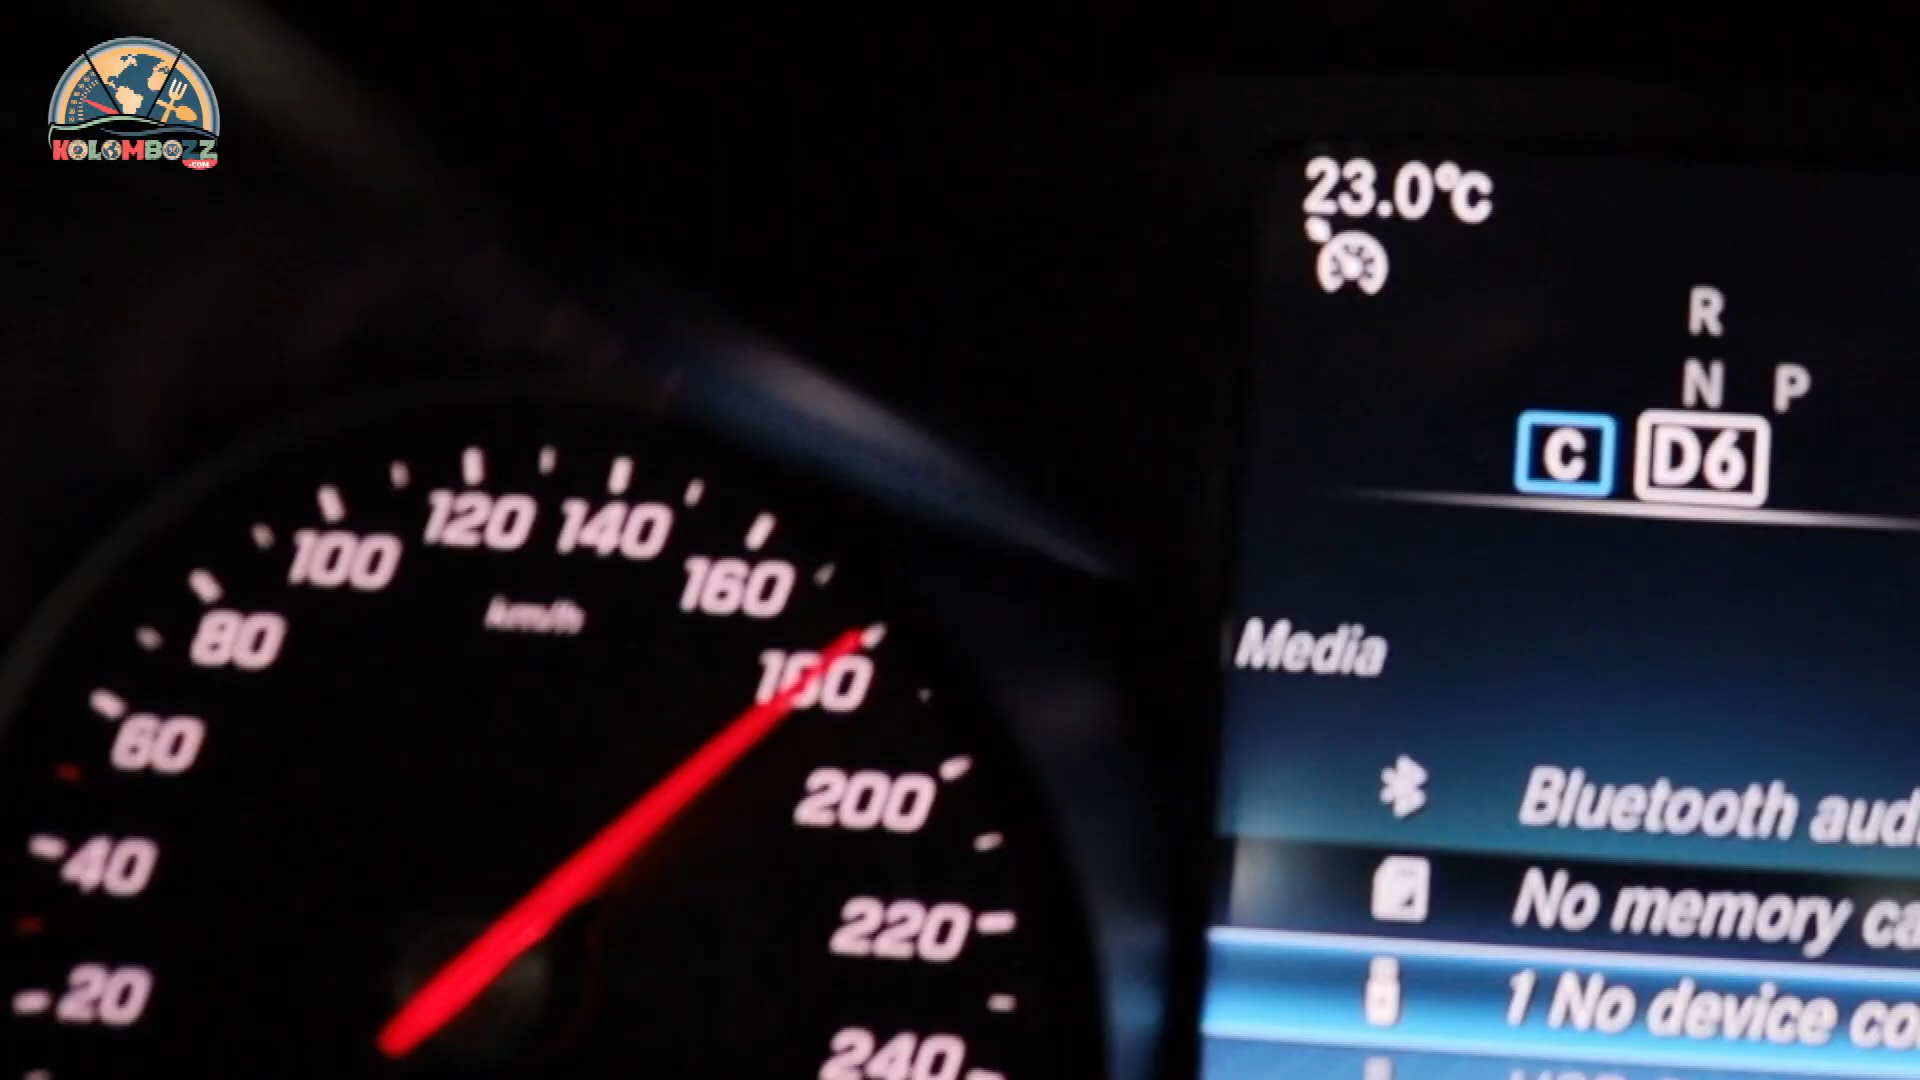 KOLOMBOZZ
.COM
23.0°C
R
N P
C D6
120 140
100 160
km/h
80 180
60
200
40
220
20
240
Media
Bluetooth aud
No memory ca
1 No device co